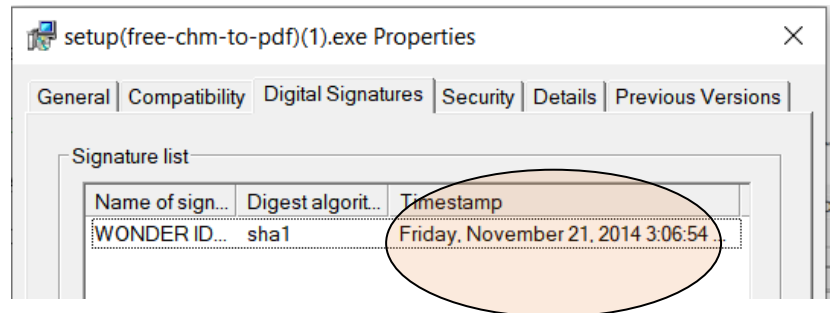 setup(free-chm-to-pdf)(1).exe Properties
General Compatibility Digital Signatures Security Details Previous Versions
Signature list
Name of sign... Digest algorit... Timestamp
WONDER ID... sha1 Friday, November 21, 2014 3:06:54 ...